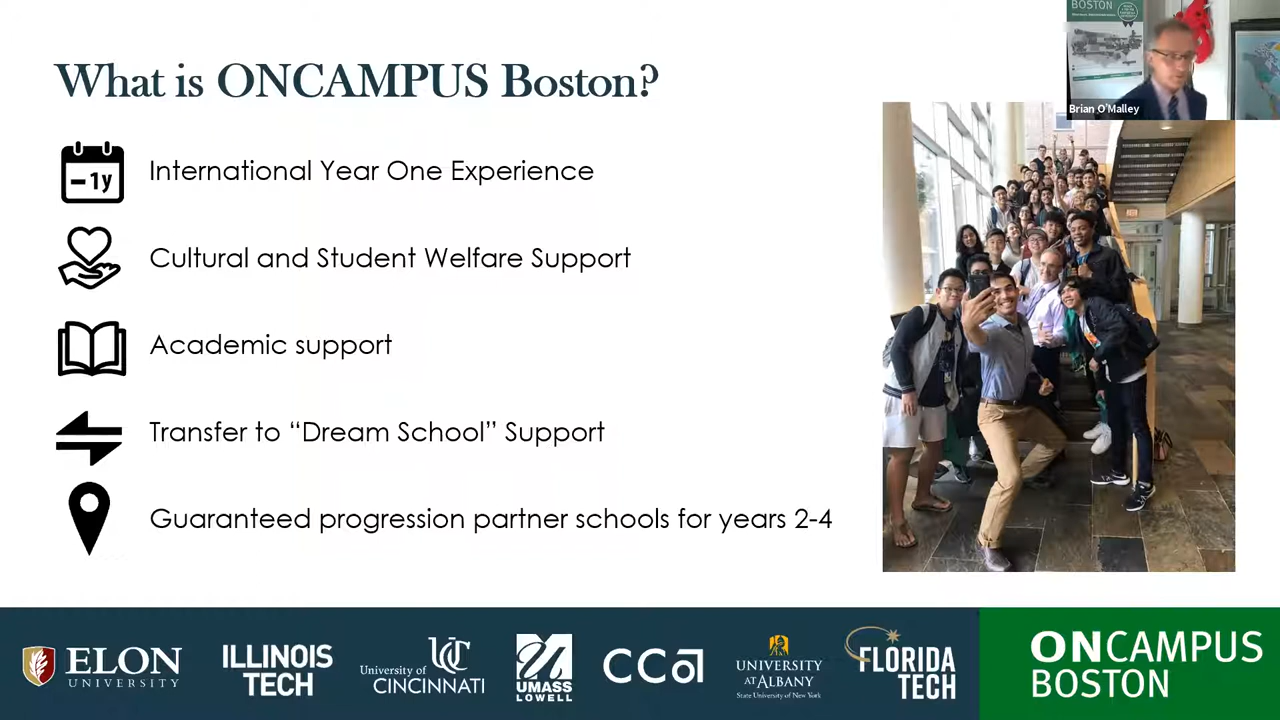 What is ONCAMPUS Boston?
BOSTON
Brian O'Malley
-1y
International Year One Experience
Cultural and Student Welfare Support
Academic support
Transfer to “Dream School” Support
Guaranteed progression partner schools for years 2-4
ELON
UNIVERSITY
ILLINOIS
TECH
University of
UC
CINCINNATI
UMASS
LOWELL
CCA
UNIVERSITY
AT ALBANY
State University of New York
FLORIDA
TECH
ONCAMPUS
BOSTON